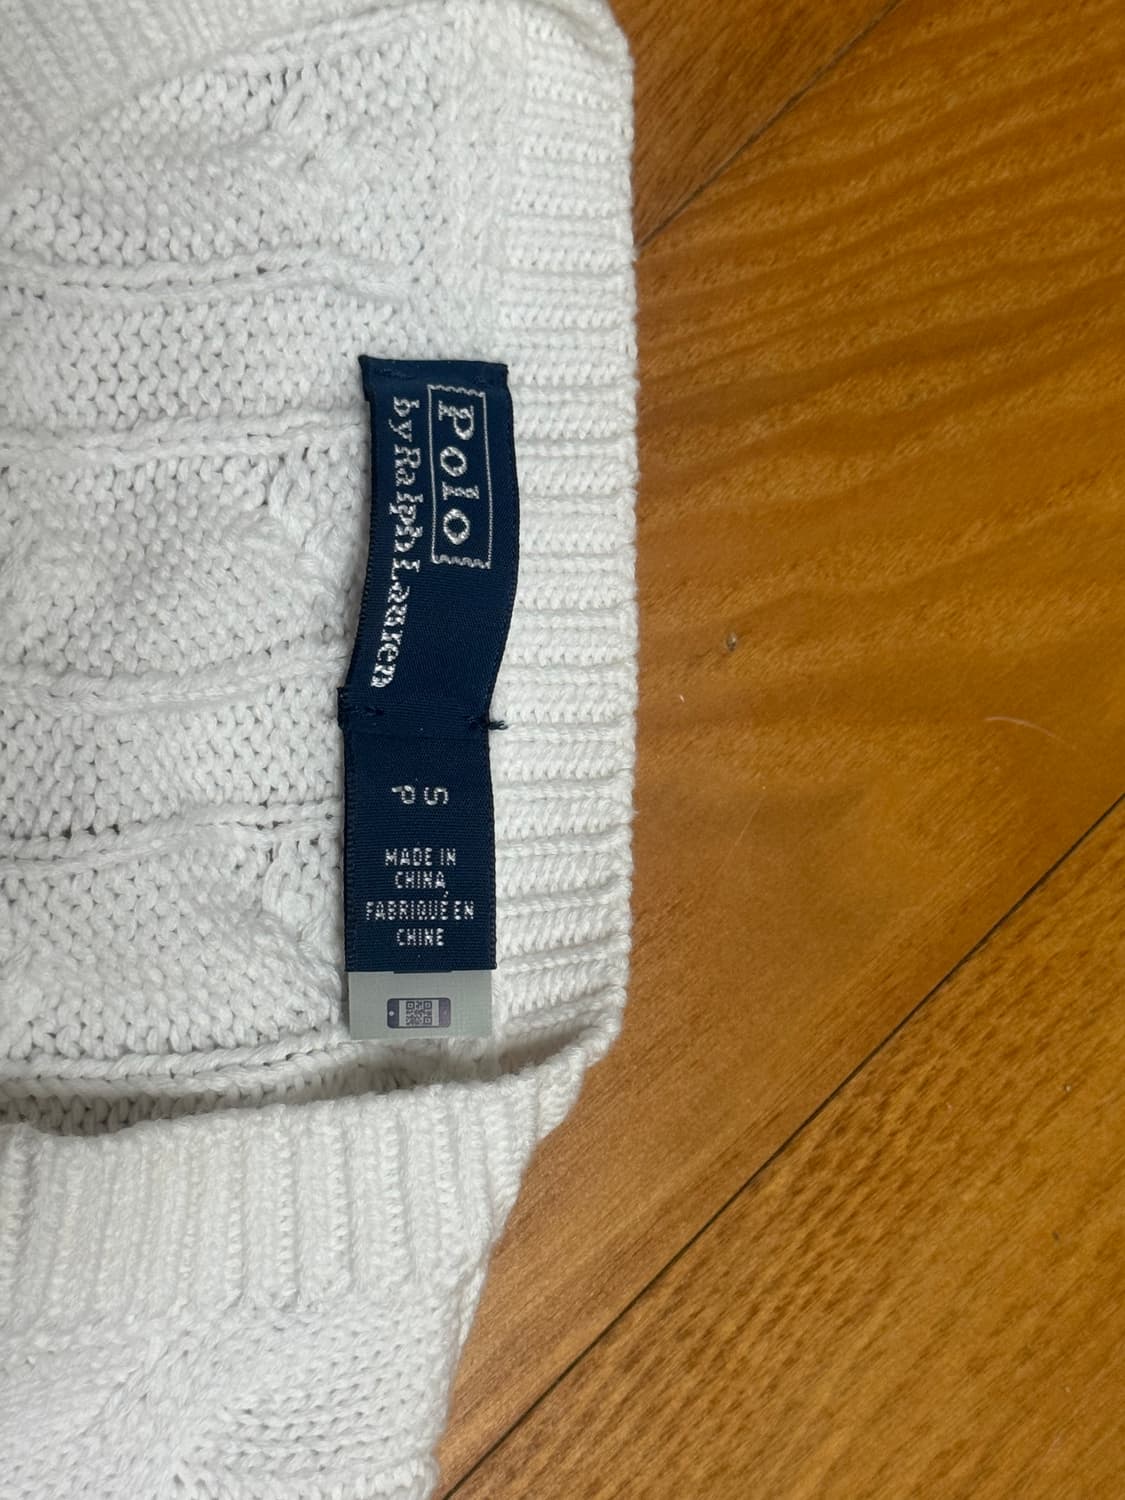 Polo
by Ralph Lauren
S
P
MADE IN
CHINA
FABRIQUÉ EN
CHINE